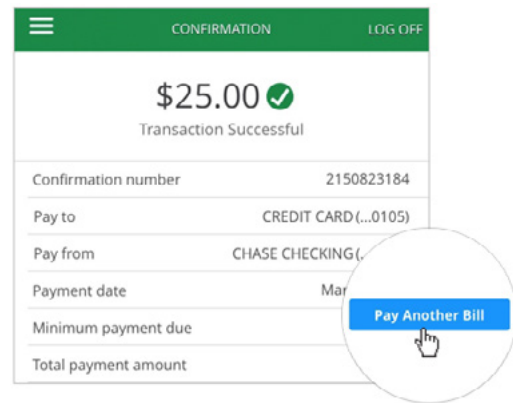 CONFIRMATION LOG OFF
$25.00
Transaction Successful
Confirmation number 2150823184
Pay to CREDIT CARD (...0105)
Pay from CHASE CHECKING (.
Payment date Mar
Minimum payment due
Total payment amount
Pay Another Bill